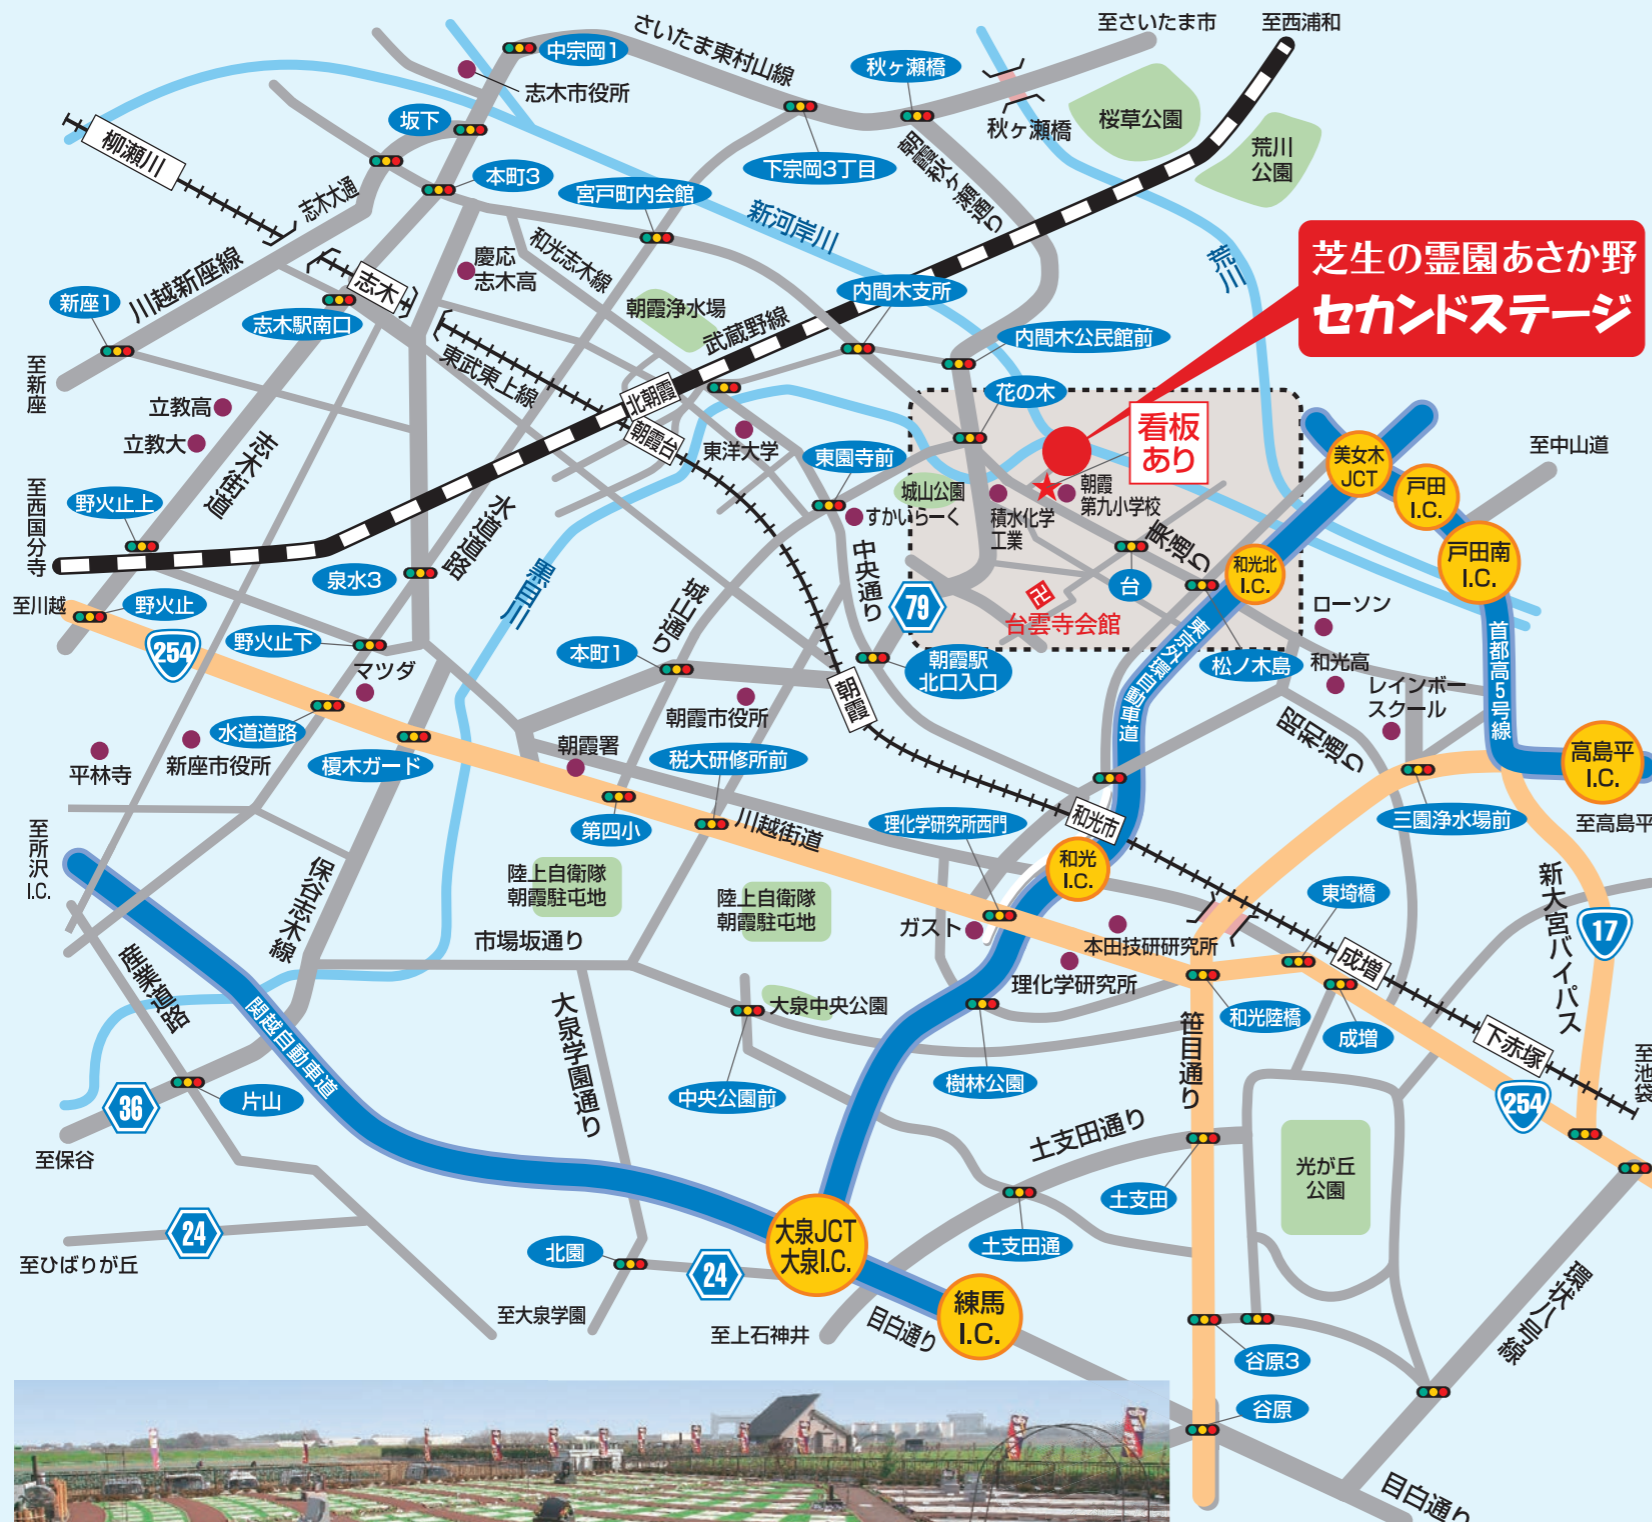 至さいたま市
至西浦和
中宗岡1
さいたま東村山線
志木市役所
秋ヶ瀬橋
坂下
秋ヶ瀬橋
桜草公園
荒川
公園
柳瀬川
下宗岡3丁目
朝霞秋ヶ瀬通り
本町3
宮戸町内会館
志木大通
新河岸川
和光志木線
慶応
志木高
荒川
芝生の霊園あさか野
セカンドステージ
川越新座線
志木
新座1
志木駅南口
朝霞浄水場
内間木支所
武蔵野線
内間木公民館前
東武東上線
至新座
北朝霞
朝霞台
花の木
看板
あり
立教高
立教大
志木街道
東洋大学
東園寺前
美女木
JCT
至中山道
戸田
I.C.
至西国分寺
野火止上
水道道路
城山公園
すかいらーく
積水化学
工業
朝霞
第九小学校
東通り
戸田南
I.C.
中央通り
台
和光北
I.C.
泉水3
黒目川
至川越
野火止
254
野火止下
城山通り
79
卍
台雲寺会館
ローソン
本町1
朝霞駅
北口入口
松ノ木島
和光高
東京外環自動車道
首都高5号線
マツダ
朝霞
朝霞市役所
レインボー
スクール
昭和通り
水道道路
榎木ガード
平林寺
新座市役所
朝霞署
税大研修所前
高島平
I.C.
至高島平
第四小
川越街道
理化学研究所西門
和光市
三園浄水場前
和光
I.C.
至所沢I.C.
保谷志木線
陸上自衛隊
朝霞駐屯地
陸上自衛隊
朝霞駐屯地
東埼橋
新大宮バイパス
17
市場坂通り
ガスト
本田技研研究所
理化学研究所
成増
産業道路
大泉中央公園
和光陸橋
成増
関越自動車道
大泉学園通り
笹目通り
下赤塚
至池袋
254
36
片山
中央公園前
樹林公園
至保谷
土支田通り
光が丘
公園
土支田
24
至ひばりが丘
北園
24
大泉JCT
大泉I.C.
土支田通
練馬
I.C.
至大泉学園
至上石神井
目白通り
環状八号線
谷原3
谷原
目白通り